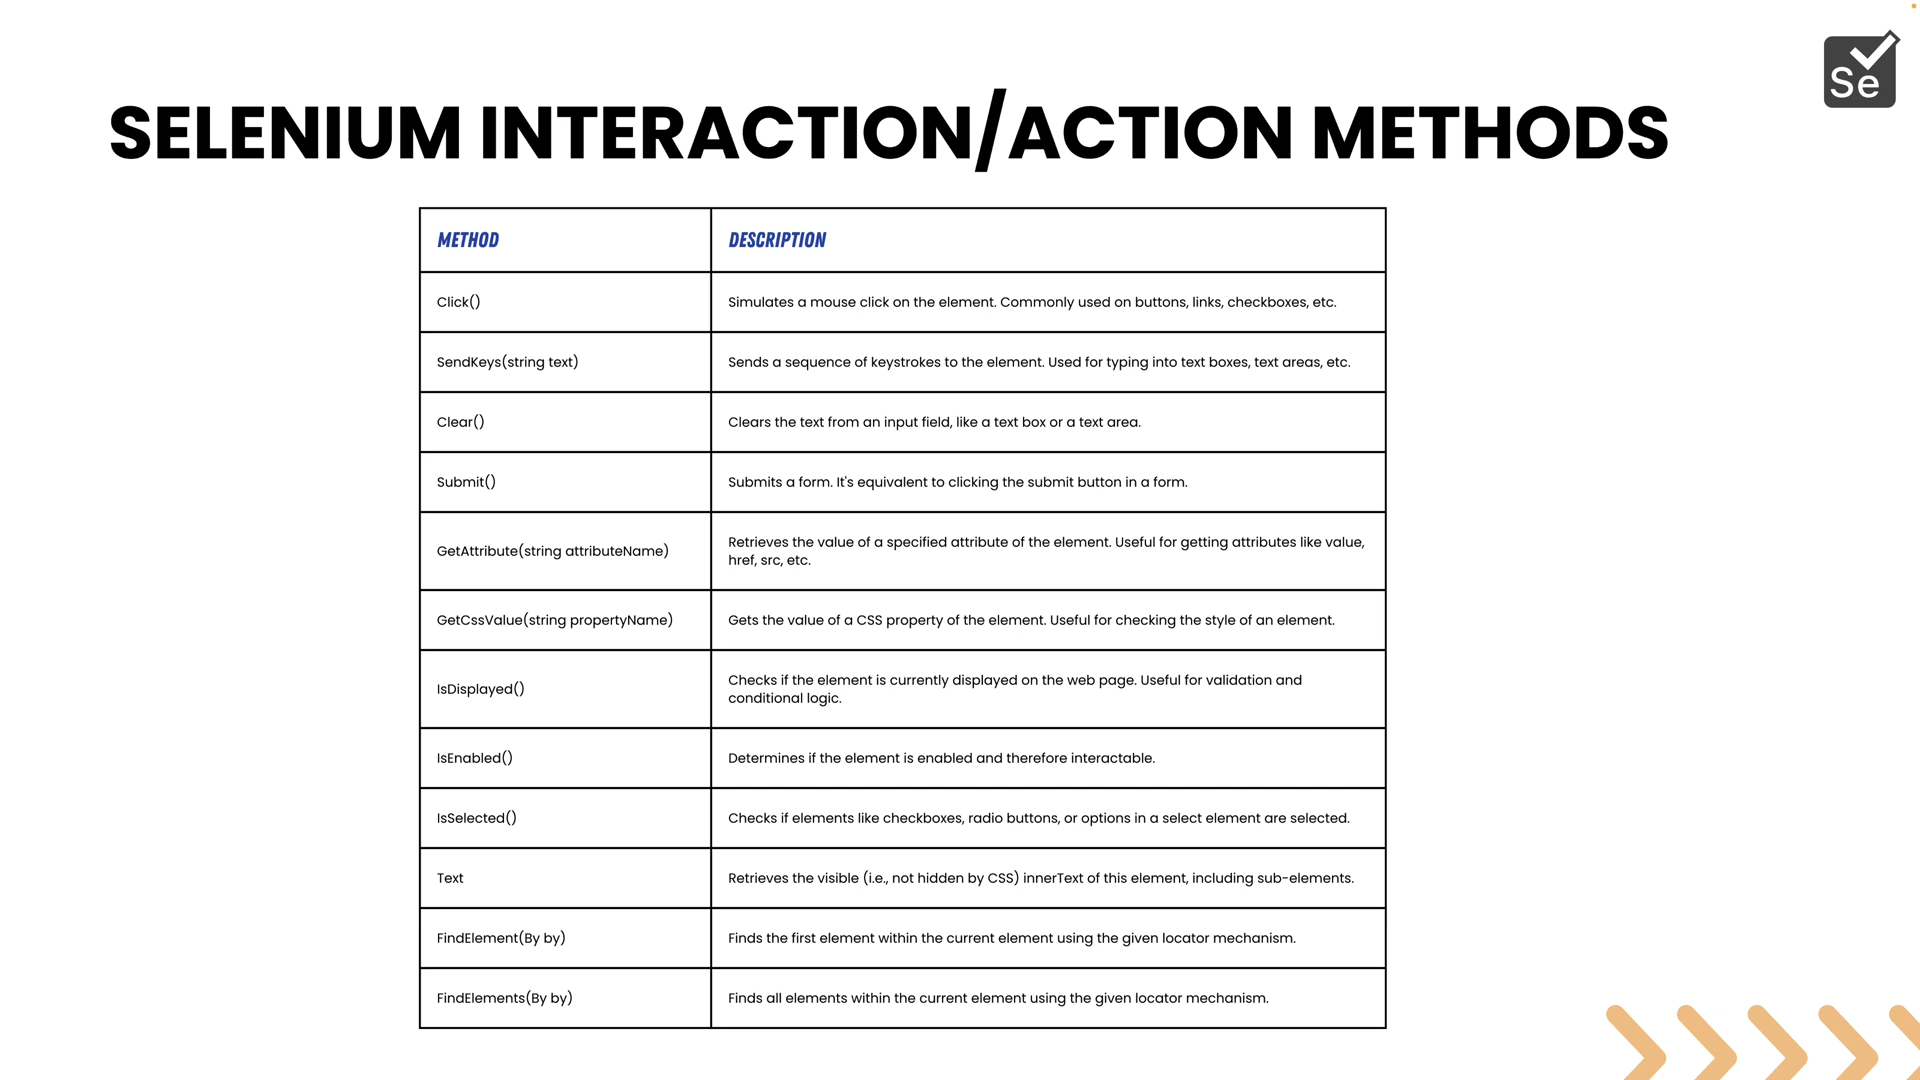 Se
SELENIUM INTERACTION/ACTION METHODS
METHOD DESCRIPTION
Click() Simulates a mouse click on the element. Commonly used on buttons, links, checkboxes, etc.
SendKeys(string text) Sends a sequence of keystrokes to the element. Used for typing into text boxes, text areas, etc.
Clear() Clears the text from an input field, like a text box or a text area.
Submit() Submits a form. It's equivalent to clicking the submit button in a form.
GetAttribute(string attributeName) Retrieves the value of a specified attribute of the element. Useful for getting attributes like value,
href, src, etc.
GetCssValue(string propertyName) Gets the value of a CSS property of the element. Useful for checking the style of an element.
IsDisplayed() Checks if the element is currently displayed on the web page. Useful for validation and
conditional logic.
IsEnabled() Determines if the element is enabled and therefore interactable.
IsSelected() Checks if elements like checkboxes, radio buttons, or options in a select element are selected.
Text Retrieves the visible (i.e., not hidden by CSS) innerText of this element, including sub-elements.
FindElement(By by) Finds the first element within the current element using the given locator mechanism.
FindElements(By by) Finds all elements within the current element using the given locator mechanism.